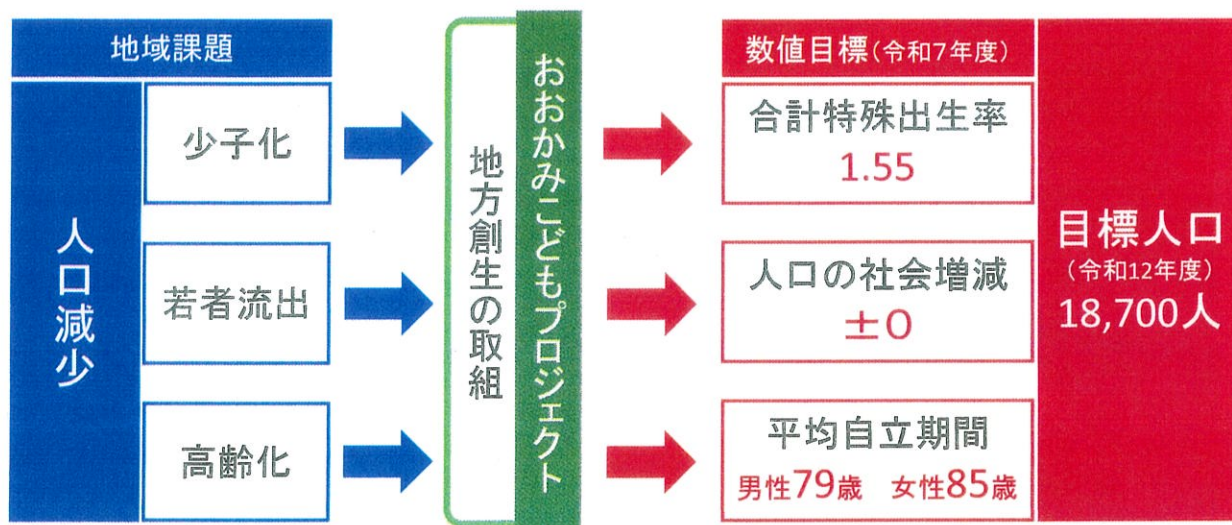 地域課題
人口減少
少子化
若者流出
高齢化
地方創生の取組
おおかみこどもプロジェクト
数値目標(令和7年度)
合計特殊出生率
1.55
人口の社会増減
±0
平均自立期間
男性79歳 女性85歳
目標人口
(令和12年度)
18,700人